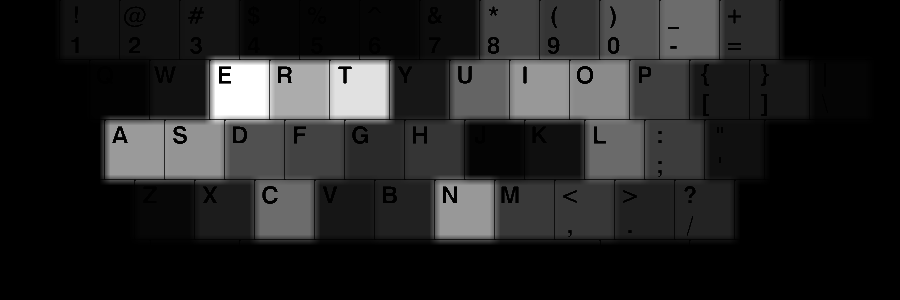 ! @ # $ % ^ & * ( ) _ +
1 2 3 4 5 6 7 8 9 0 - =
Q W E R T Y U I O P { } |
[ ] \
A S D F G H J K L : "
; '
Z X C V B N M < > ?
, . /